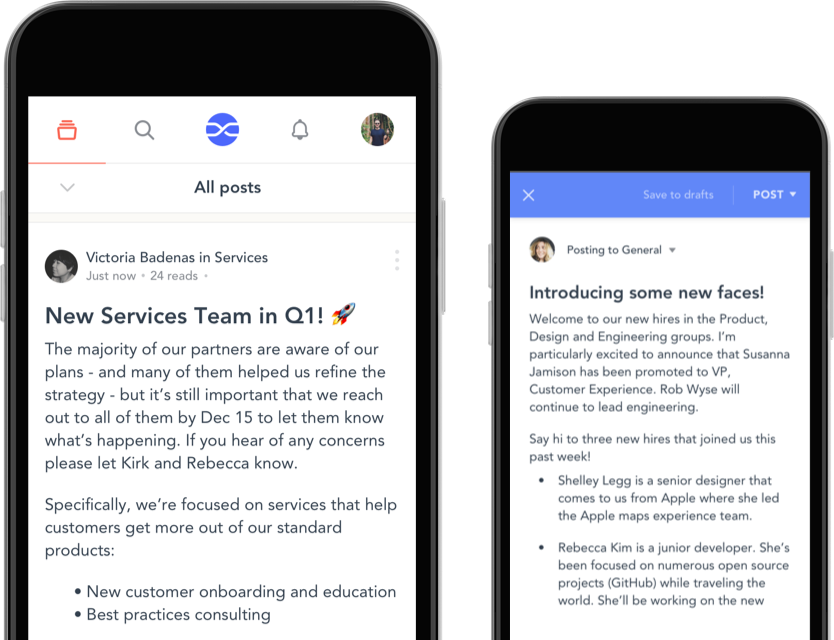 All posts
Victoria Badenas in Services
Just now • 24 reads •
New Services Team in Q1! 🚀
The majority of our partners are aware of our
plans - and many of them helped us refine the
strategy - but it's still important that we reach
out to all of them by Dec 15 to let them know
what's happening. If you hear of any concerns
please let Kirk and Rebecca know.
Specifically, we're focused on services that help
customers get more out of our standard
products:
• New customer onboarding and education
• Best practices consulting
Save to drafts
POST
Posting to General
Introducing some new faces!
Welcome to our new hires in the Product,
Design and Engineering groups. I'm
particularly excited to announce that Susanna
Jamison has been promoted to VP,
Customer Experience. Rob Wyse will
continue to lead engineering.
Say hi to three new hires that joined us this
past week!
• Shelley Legg is a senior designer that
comes to us from Apple where she led
the Apple maps experience team.
• Rebecca Kim is a junior developer. She's
been focused on numerous open source
projects (GitHub) while traveling the
world. She'll be working on the new